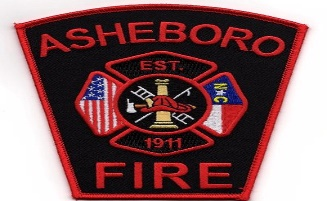 ASHEBORO
EST.
N C
1911
FIRE